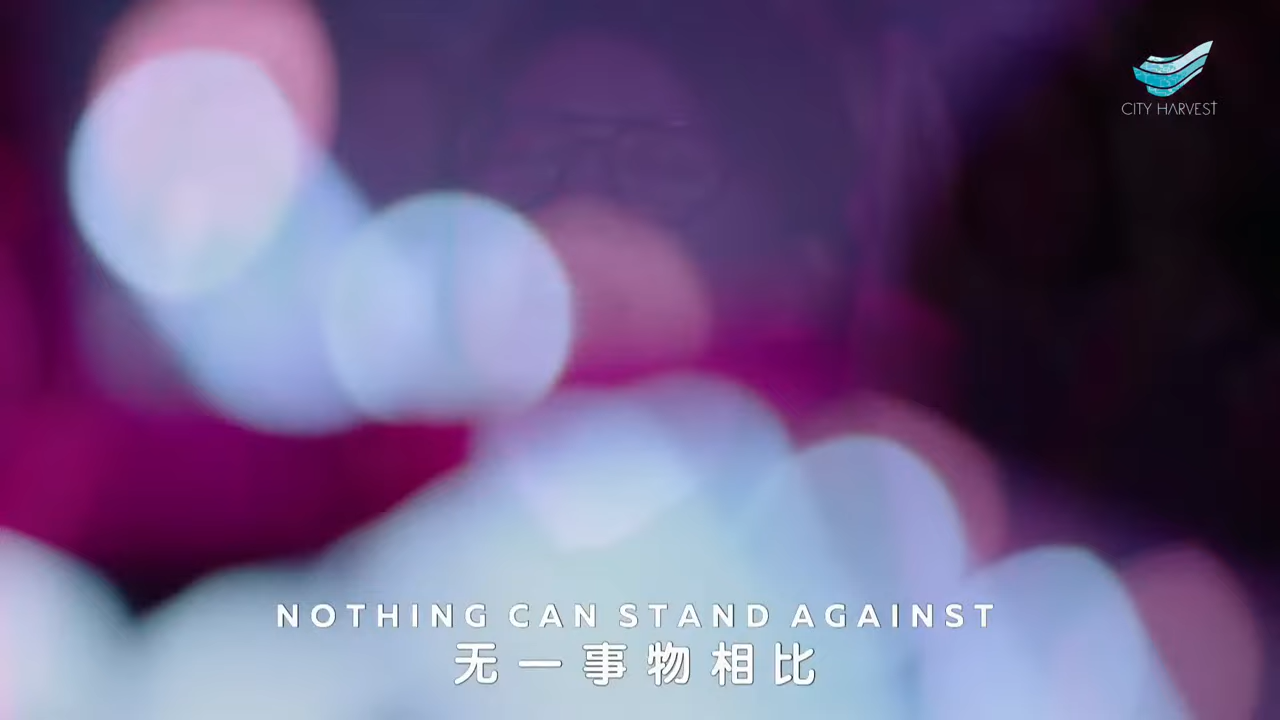 CITY HARVEST
NOTHING CAN STAND AGAINST
无一事物相比